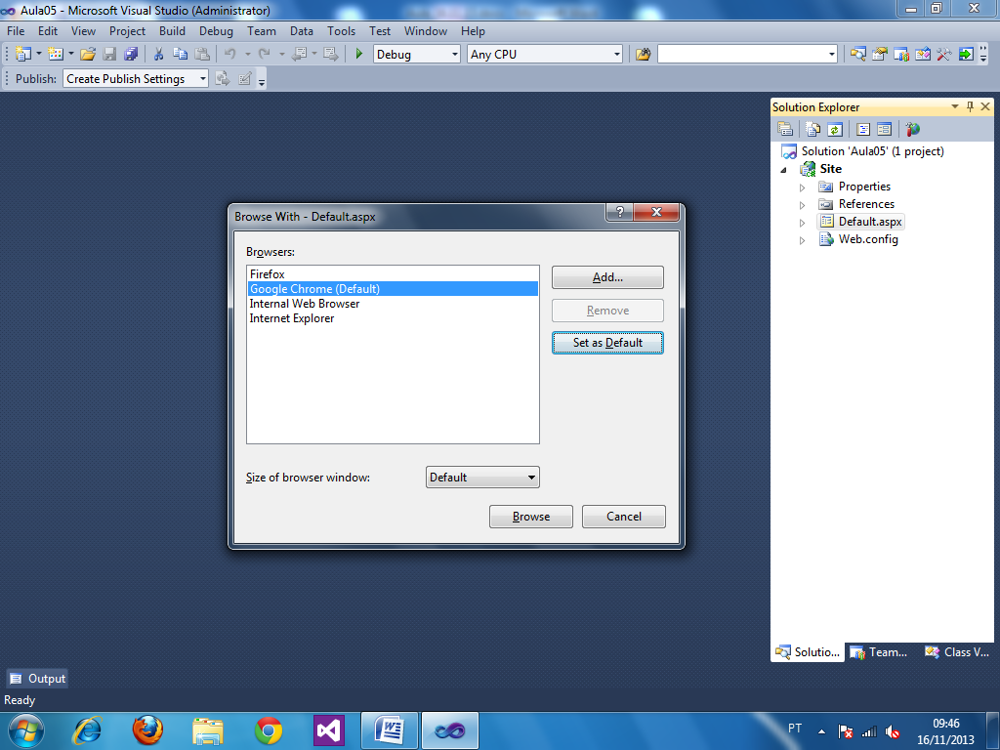 Aula05 - Microsoft Visual Studio (Administrator)
File Edit View Project Build Debug Team Data Tools Test Window Help
Debug Any CPU
Publish: Create Publish Settings
Solution Explorer
Solution 'Aula05' (1 project)
Site
Properties
References
Default.aspx
Web.config
Browse With - Default.aspx
Browsers:
Firefox
Google Chrome (Default)
Internal Web Browser
Internet Explorer
Add...
Remove
Set as Default
Size of browser window: Default
Browse Cancel
Solutio... Team... Class V...
Output
Ready
PT 09:46
16/11/2013